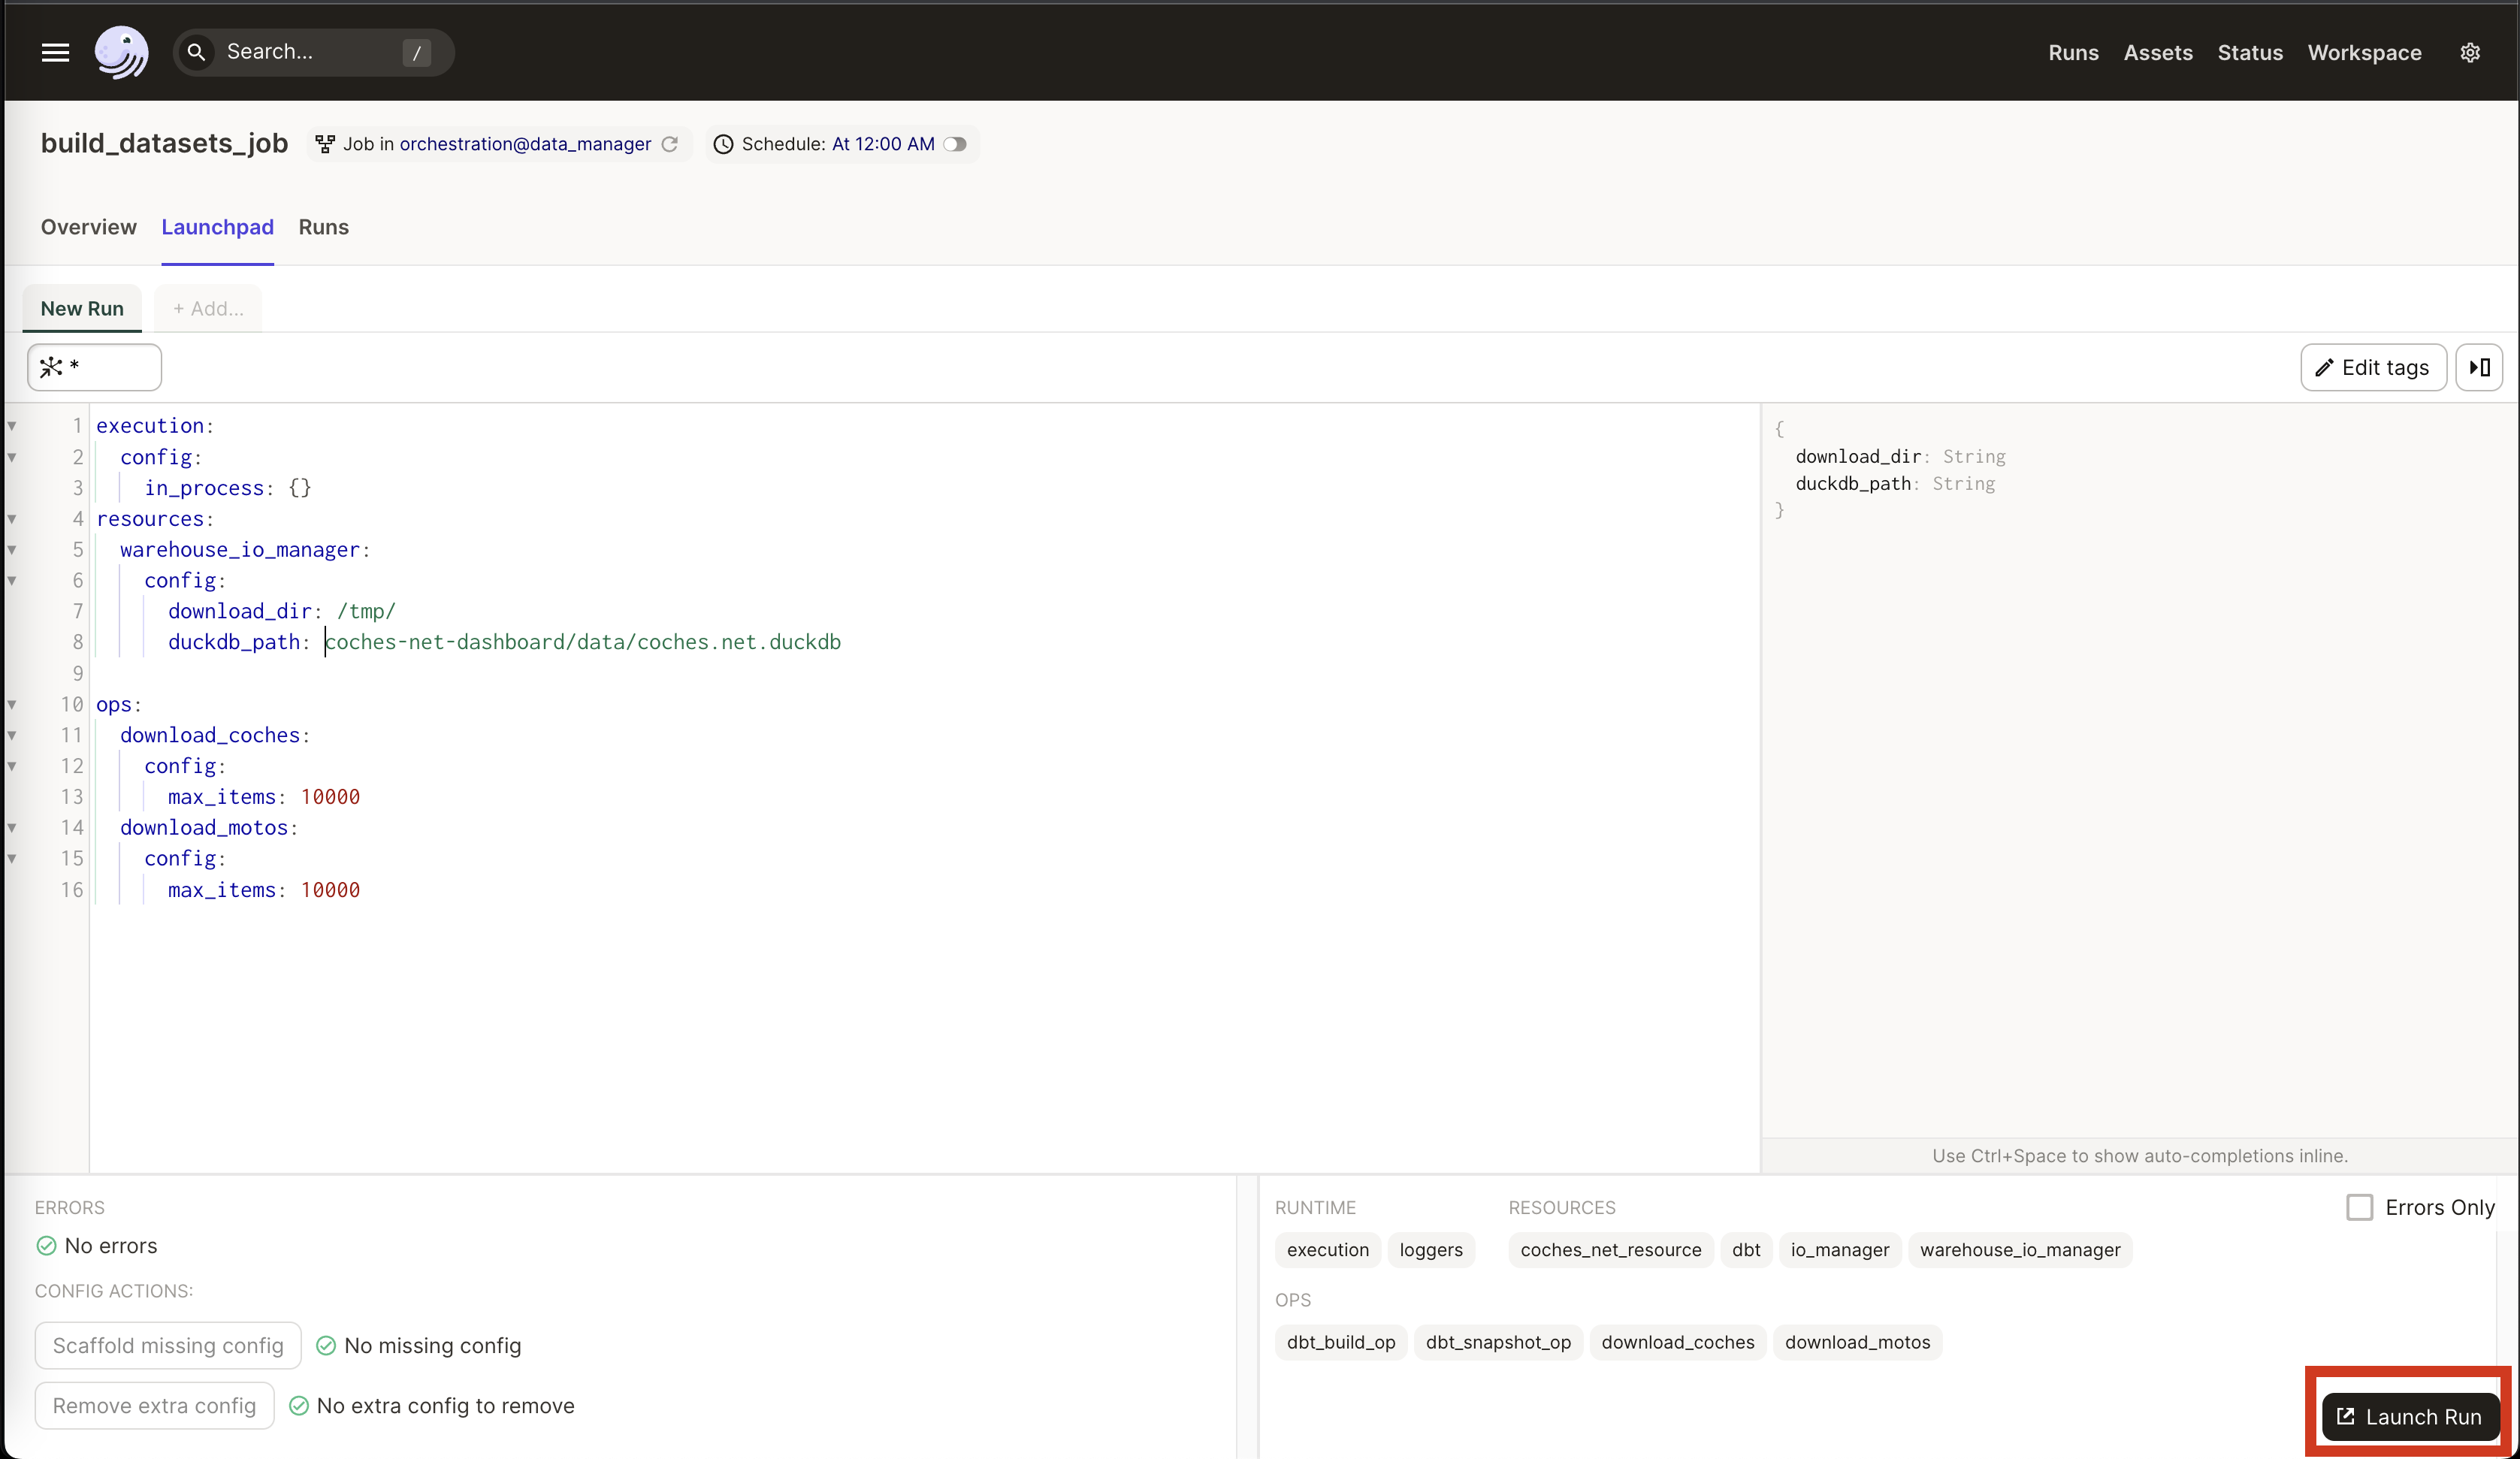 Search... /
Runs Assets Status Workspace
build_datasets_job Job in orchestration@data_manager Schedule: At 12:00 AM
Overview Launchpad Runs
New Run + Add...
*
Edit tags
1 execution:
2 config:
3 in_process: {}
4 resources:
5 warehouse_io_manager:
6 config:
7 download_dir: /tmp/
8 duckdb_path: coches-net-dashboard/data/coches.net.duckdb
9
10 ops:
11 download_coches:
12 config:
13 max_items: 10000
14 download_motos:
15 config:
16 max_items: 10000
{
download_dir: String
duckdb_path: String
}
Use Ctrl+Space to show auto-completions inline.
ERRORS
No errors
CONFIG ACTIONS:
Scaffold missing config No missing config
Remove extra config No extra config to remove
RUNTIME RESOURCES Errors Only
execution loggers coches_net_resource dbt io_manager warehouse_io_manager
OPS
dbt_build_op dbt_snapshot_op download_coches download_motos
Launch Run